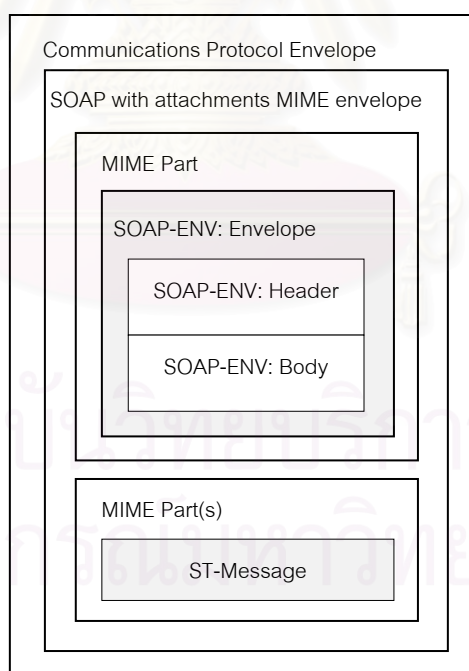 Communications Protocol Envelope
SOAP with attachments MIME envelope
MIME Part
SOAP-ENV: Envelope
SOAP-ENV: Header
SOAP-ENV: Body
MIME Part(s)
ST-Message